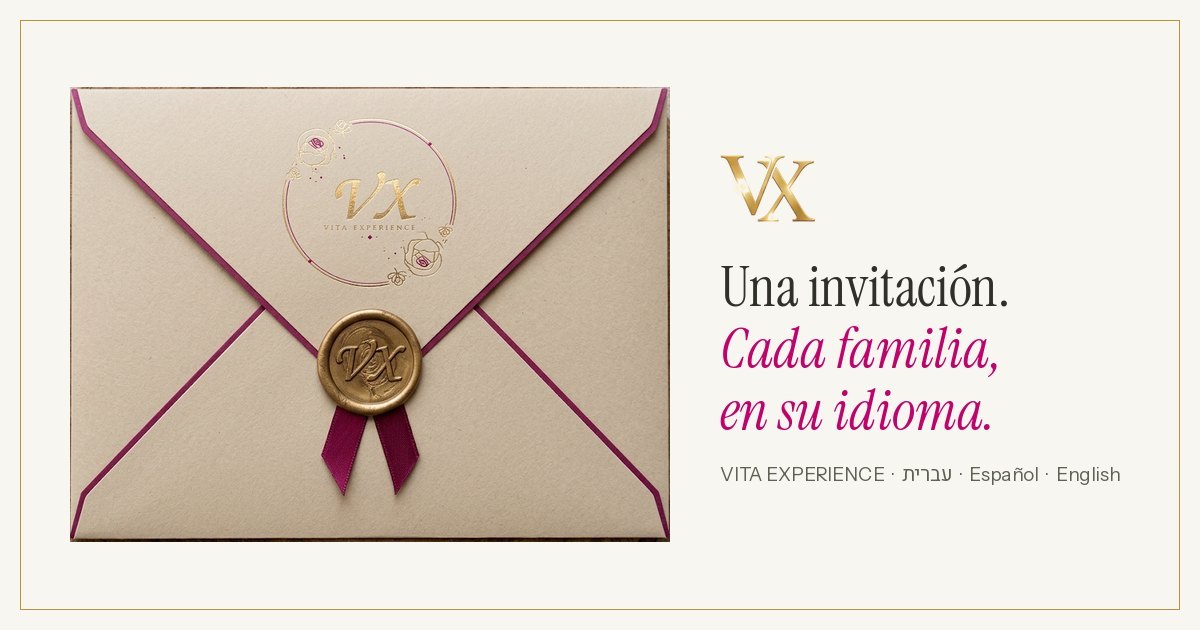 VX
VITA EXPERIENCE
VX
VX
Una invitación.
Cada familia,
en su idioma.
VITA EXPERIENCE · עברית · Español · English